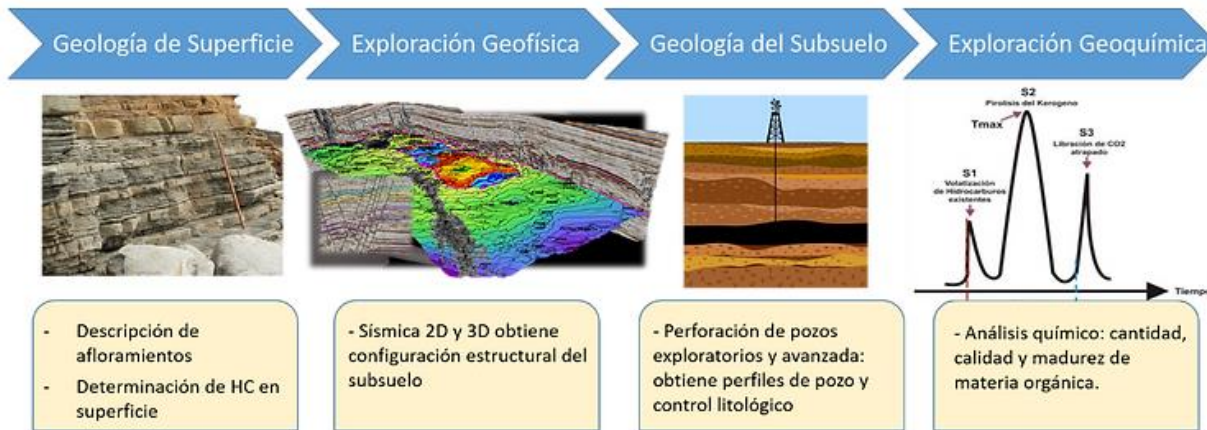 Geología de Superficie
Exploración Geofísica
Geología del Subsuelo
Exploración Geoquímica
S2
Pirolisis del Kerogeno
Tmax
S3
Libración de CO2
atrapado
S1
Volatización
de Hidrocarburos
existentes
Tiempo
- Descripción de
afloramientos
- Determinación de HC en
superficie
- Sísmica 2D y 3D obtiene
configuración estructural del
subsuelo
- Perforación de pozos
exploratorios y avanzada:
obtiene perfiles de pozo y
control litológico
- Análisis químico: cantidad,
calidad y madurez de
materia orgánica.